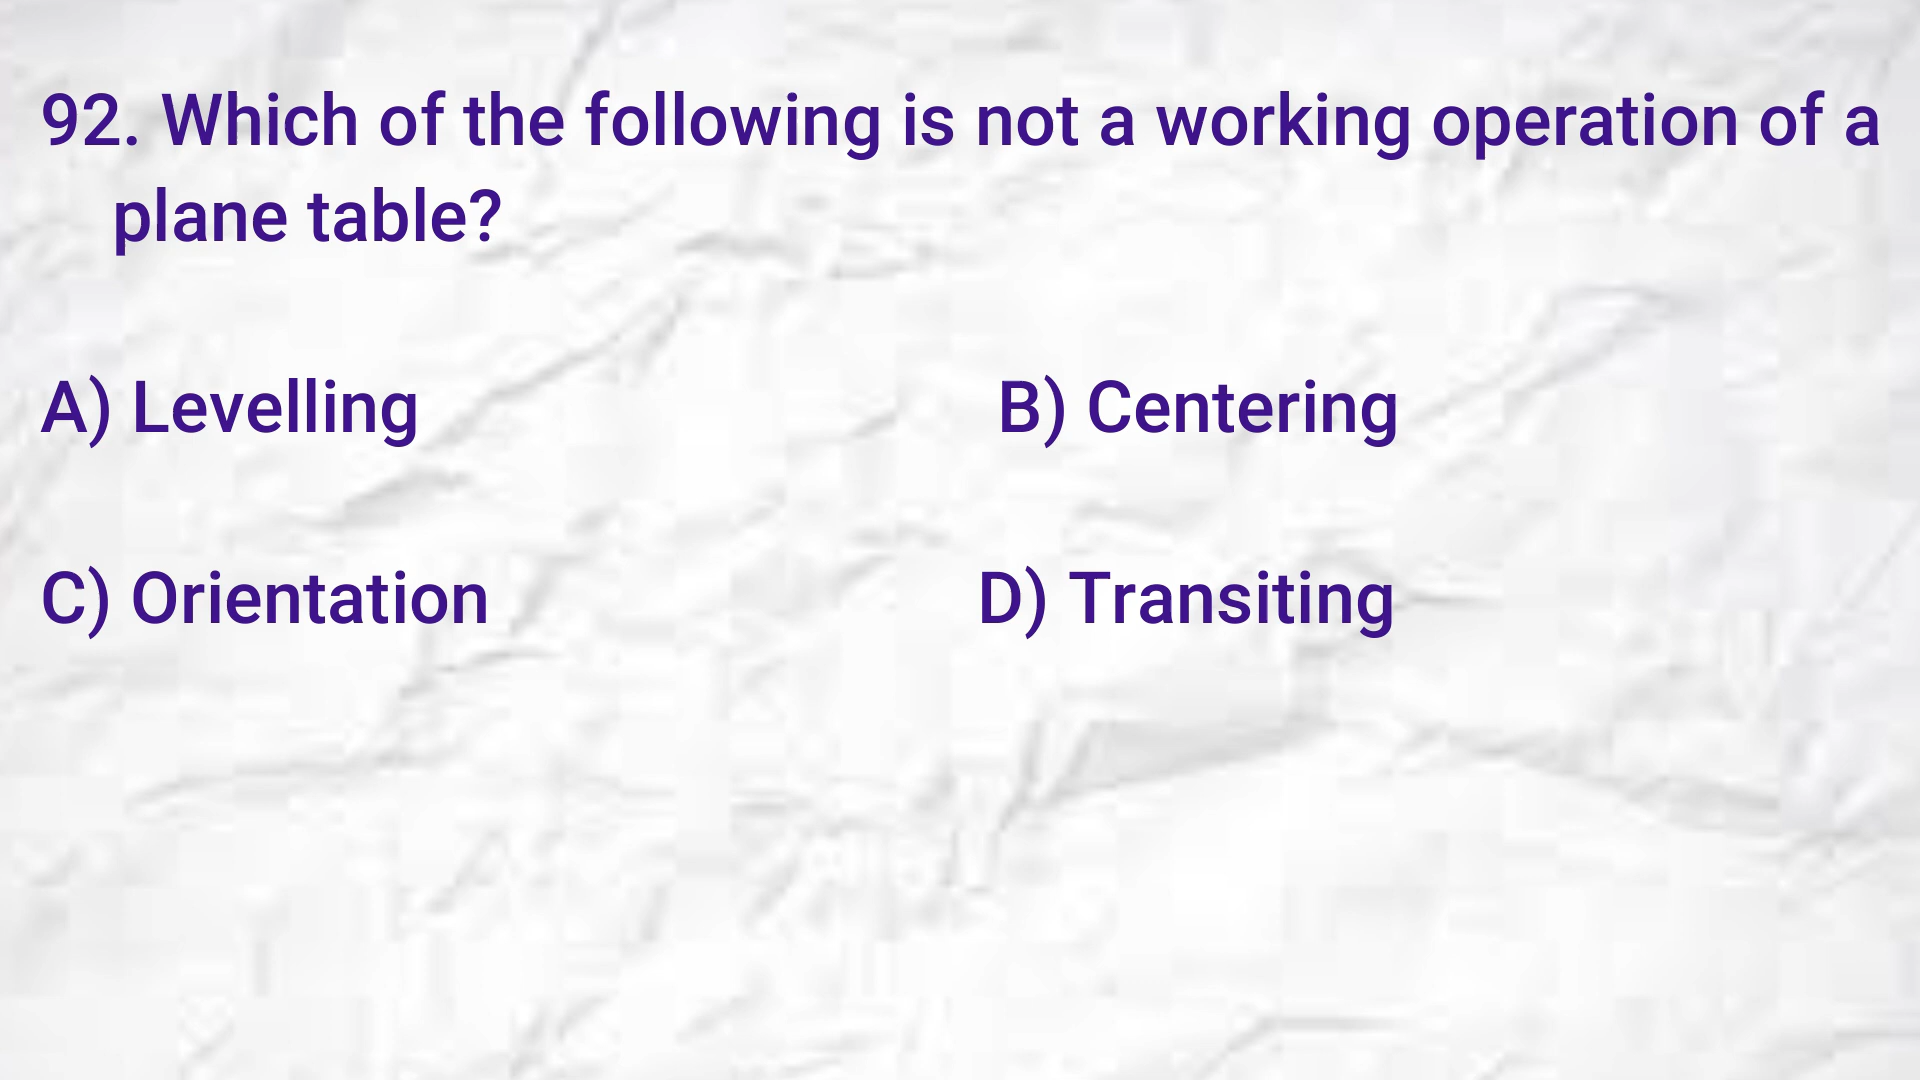 92. Which of the following is not a working operation of a
plane table?
A) Levelling B) Centering
C) Orientation D) Transiting